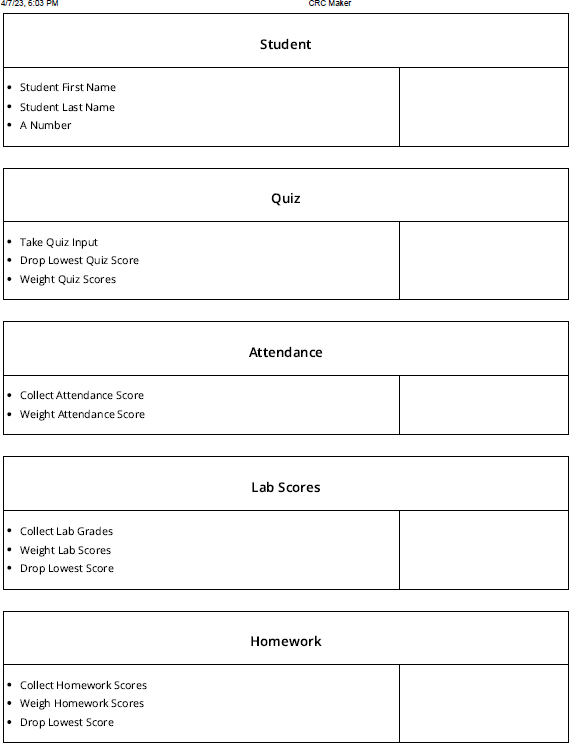 4/7/23, 6:03 PM CRC Maker
Student
• Student First Name
• Student Last Name
• A Number
Quiz
• Take Quiz Input
• Drop Lowest Quiz Score
• Weight Quiz Scores
Attendance
• Collect Attendance Score
• Weight Attendance Score
Lab Scores
• Collect Lab Grades
• Weight Lab Scores
• Drop Lowest Score
Homework
• Collect Homework Scores
• Weigh Homework Scores
• Drop Lowest Score